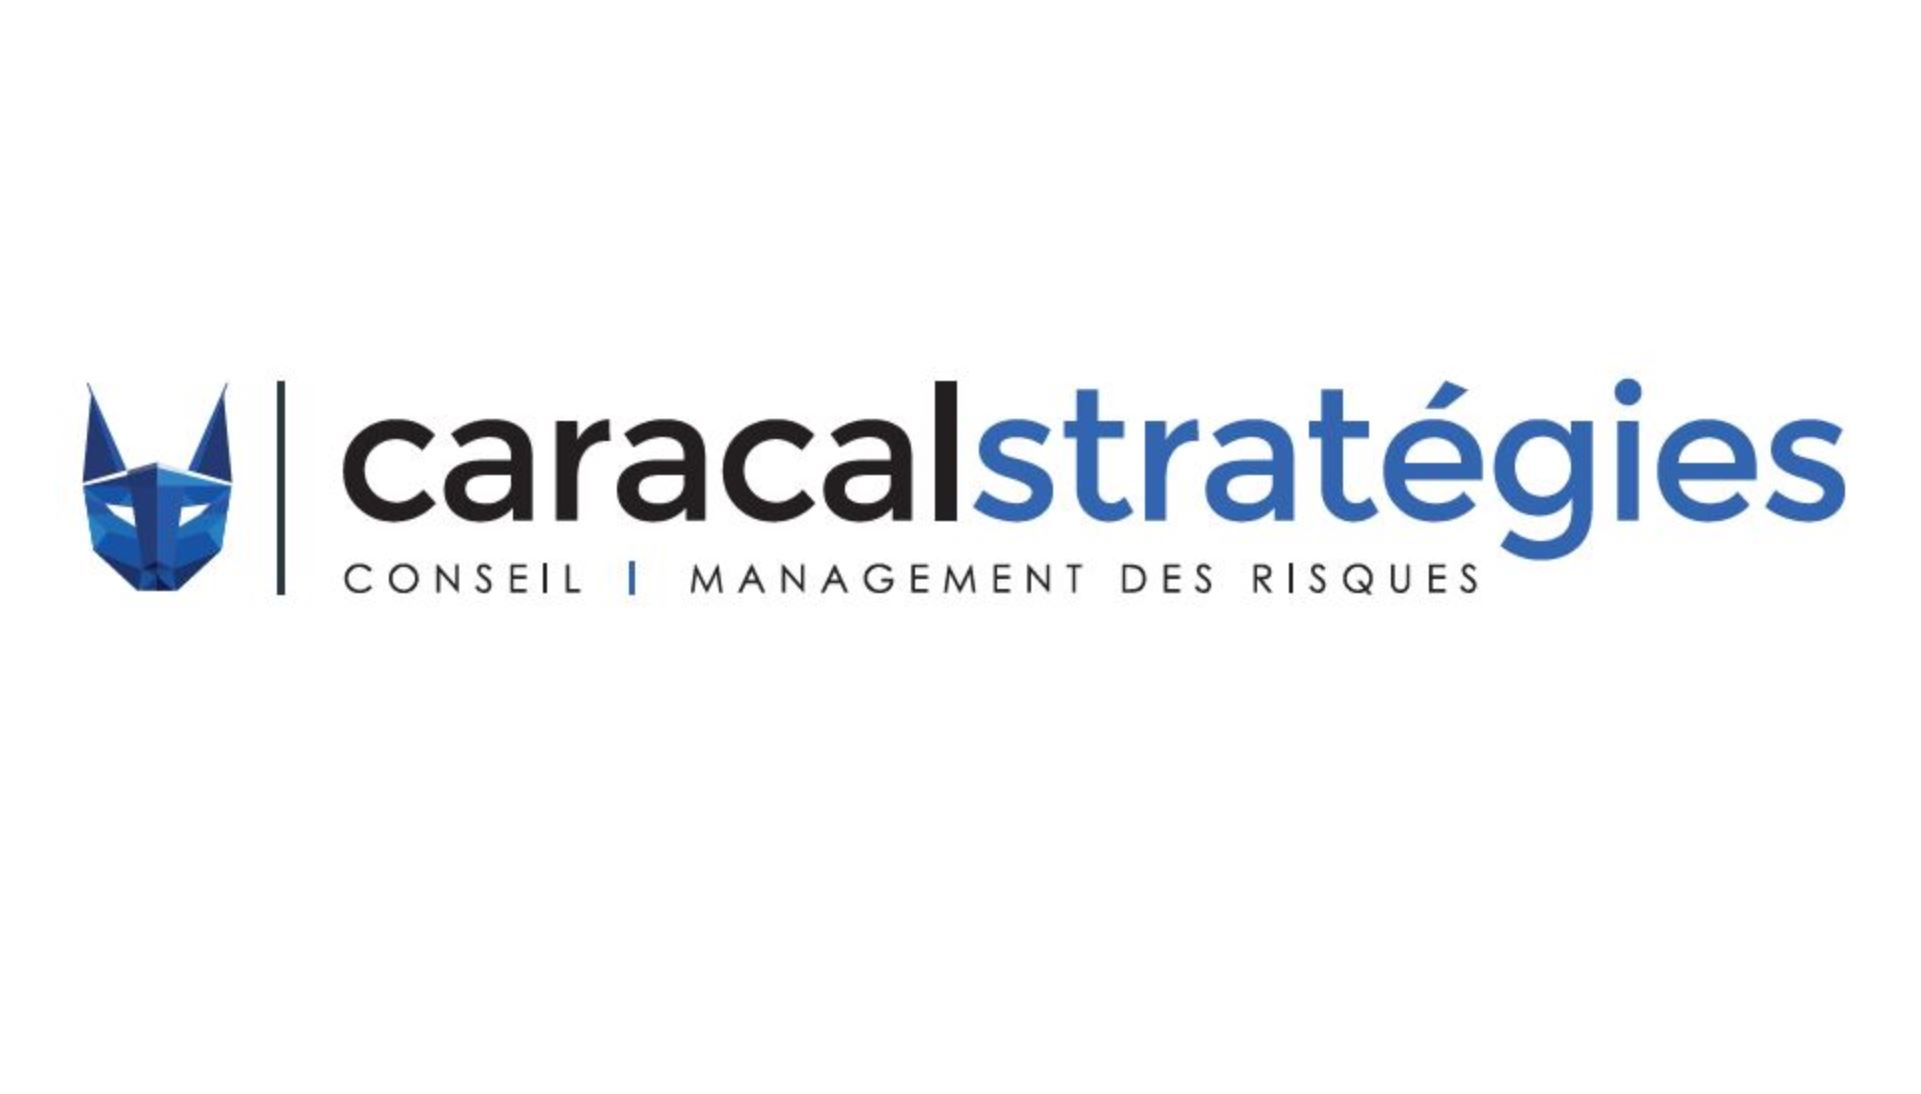 caracalstratégies
CONSEIL | MANAGEMENT DES RISQUES